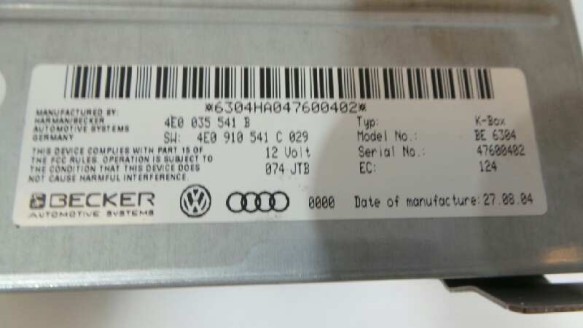 *6304HA047600402*
MANUFACTURED BY:
HARMAN/BECKER
AUTOMOTIVE SYSTEMS
GERMANY
4E0 035 541 B
SW: 4E0 910 541 C 029
12 Volt
074 JTB
THIS DEVICE COMPLIES WITH PART 15 OF
THE FCC RULES. OPERATION IS SUBJECT TO
THE CONDITION THAT THIS DEVICE DOES
NOT CAUSE HARMFUL INTERFERENCE.
Typ: K-Box
Model No.: BE 6304
Serial No.: 47600402
EC: 124
BECKER
AUTOMOTIVE SYSTEMS
0000 Date of manufacture: 27.08.04